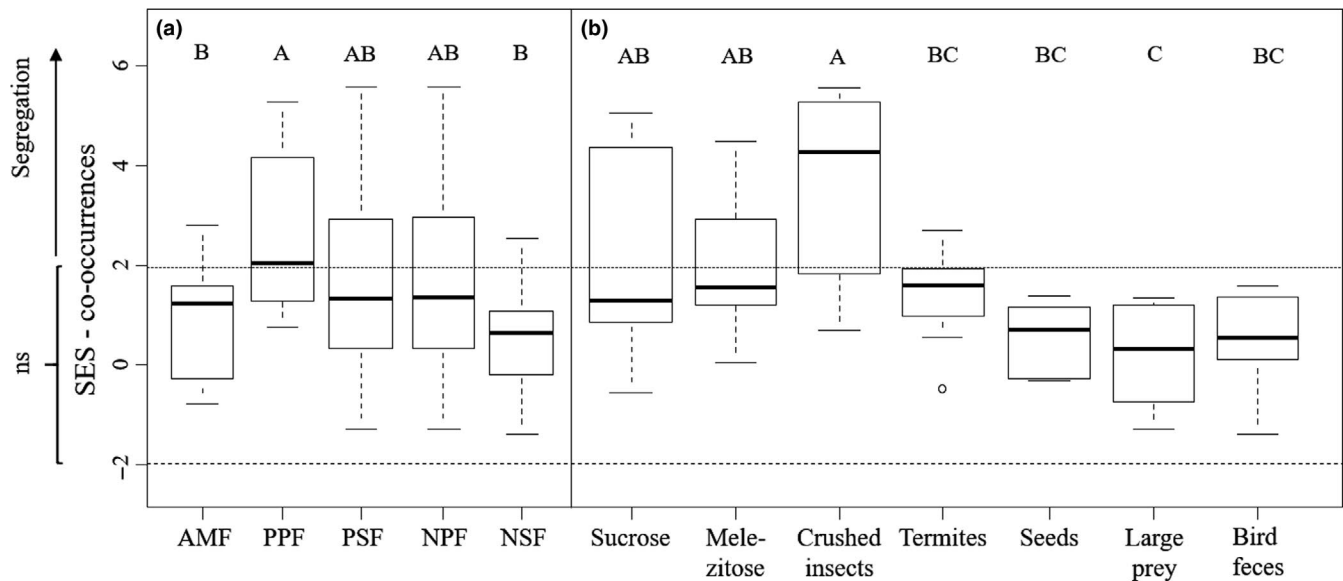 (a)
(b)
B A AB AB B
AB AB A BC BC C BC
Segregation
ns
SES - co-occurrences
6
4
2
0
−2
AMF PPF PSF NPF NSF
Sucrose Mele- Crushed Termites Seeds Large Bird
zitose insects prey feces